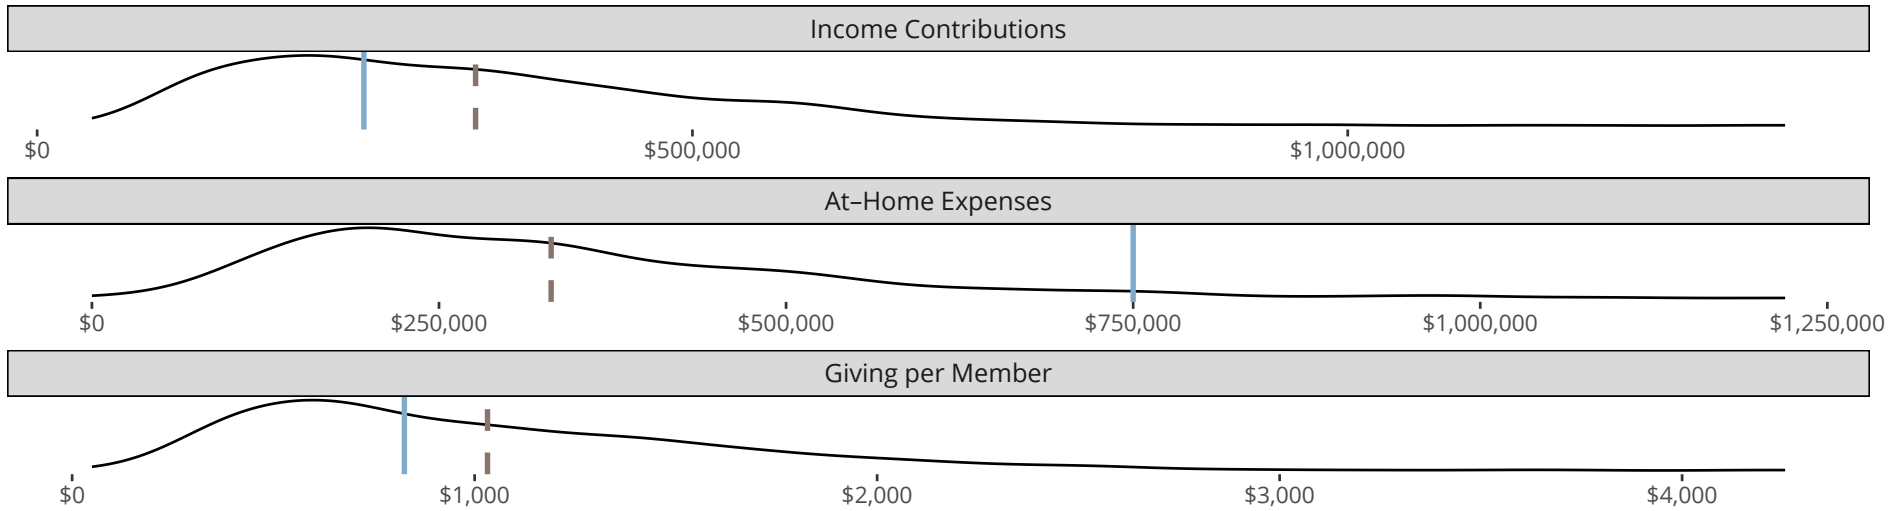 Income Contributions
$0 $500,000 $1,000,000
At–Home Expenses
$0 $250,000 $500,000 $750,000 $1,000,000 $1,250,000
Giving per Member
$0 $1,000 $2,000 $3,000 $4,000